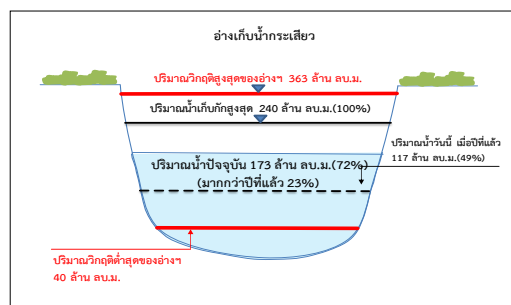 อ่างเก็บน้ำกระเสียว
ปริมาณวิกฤติสูงสุดของอ่างฯ 363 ล้าน ลบ.ม.
ปริมาณน้ำเก็บกักสูงสุด 240 ล้าน ลบ.ม.(100%)
ปริมาณน้ำวันนี้ เมื่อปีที่แล้ว
117 ล้าน ลบ.ม.(49%)
ปริมาณน้ำปัจจุบัน 173 ล้าน ลบ.ม.(72%)
(มากกว่าปีที่แล้ว 23%)
ปริมาณวิกฤติต่ำสุดของอ่างฯ
40 ล้าน ลบ.ม.